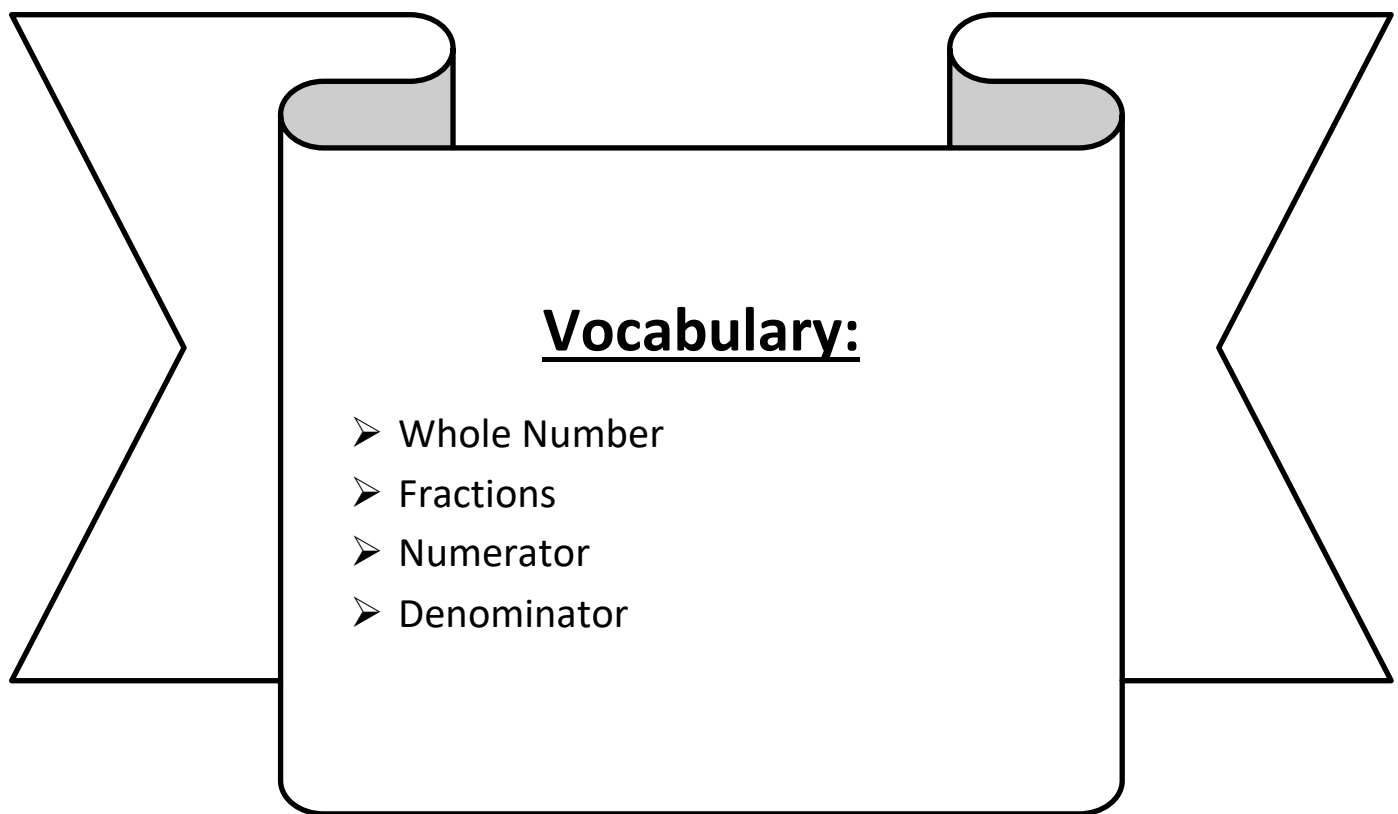 Vocabulary:
➢ Whole Number
➢ Fractions
➢ Numerator
➢ Denominator